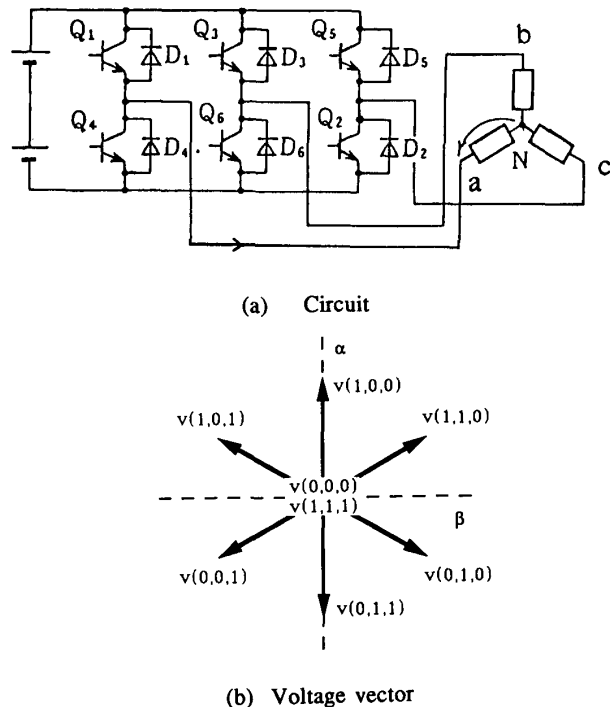 Q1 D1 Q3 D3 Q5 D5 b
Q4 D4 Q6 D6 Q2 D2 N c
a
(a) Circuit
α
v(1,0,0)
v(1,0,1) v(1,1,0)
v(0,0,0)
v(1,1,1) β
v(0,0,1) v(0,1,0)
v(0,1,1)
(b) Voltage vector